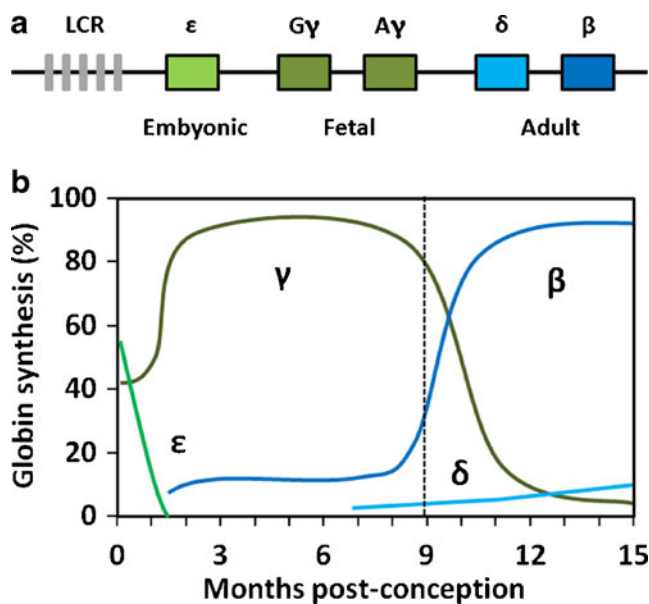 a
LCR ε Gγ Aγ δ β
Embyonic Fetal Adult
b
Globin synthesis (%)
100
80
60
40
20
0
γ
β
ε
δ
0 3 6 9 12 15
Months post-conception